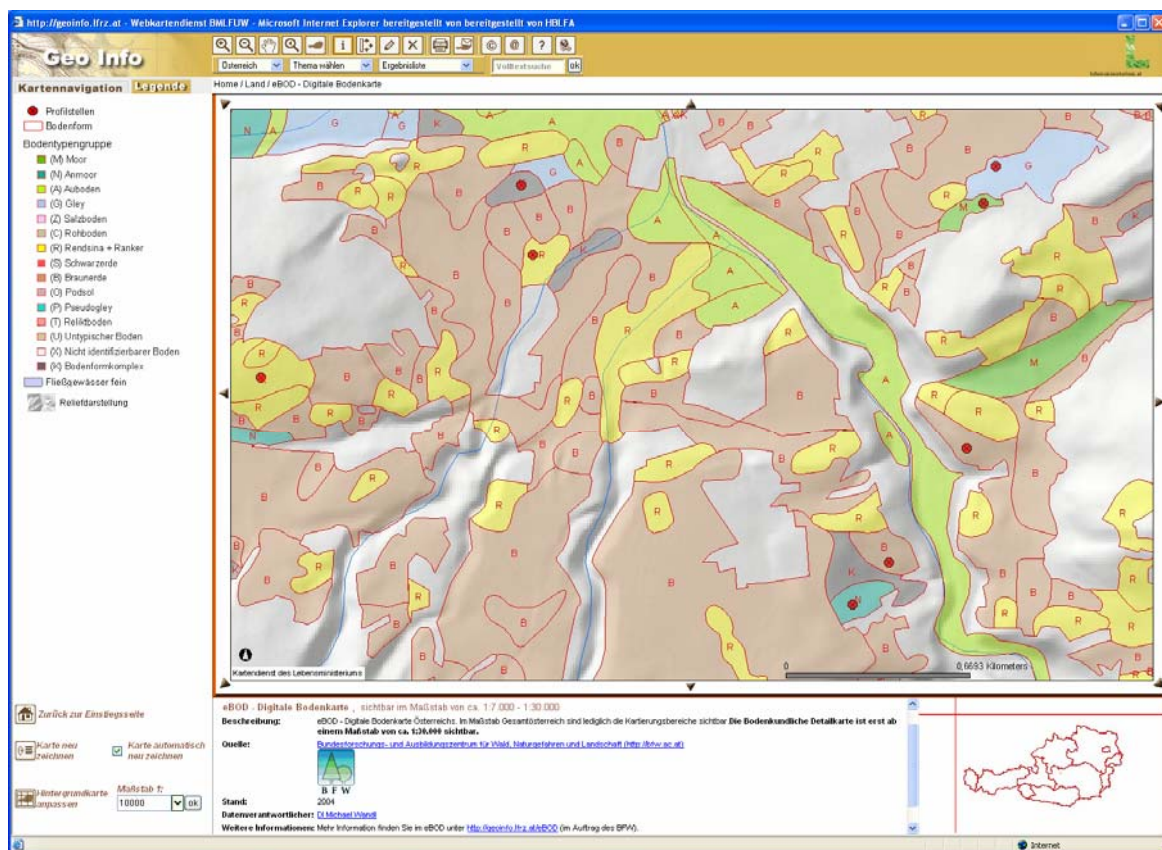 http://geoinfo.lfrz.at - Webkartendienst BMLFUW - Microsoft Internet Explorer bereitgestellt von bereitgestellt von HBLFA
Geo Info
Österreich Thema wählen Ergebnisliste Volltextsuche ok
Kartennavigation Legende
Home / Land / eBOD - Digitale Bodenkarte
Profilstellen
Bodenform
Bodentypengruppe
(M) Moor
(N) Anmoor
(A) Auboden
(G) Gley
(Z) Salzboden
(C) Rohboden
(R) Rendsina + Ranker
(S) Schwarzerde
(B) Braunerde
(O) Podsol
(P) Pseudogley
(T) Reliktboden
(U) Untypischer Boden
(X) Nicht identifizierbarer Boden
(K) Bodenformkomplex
Fließgewässer fein
Reliefdarstellung
0 0,6693 Kilometers
Kartendienst des Lebensministeriums
Zurück zur Einstiegsseite
Karte neu zeichnen
Karte automatisch neu zeichnen
Hintergrundkarte anpassen
Maßstab 1:
10000 ok
eBOD - Digitale Bodenkarte , sichtbar im Maßstab von ca. 1:7.000 - 1:30.000
Beschreibung: eBOD - Digitale Bodenkarte Österreichs. Im Maßstab Gesamtösterreich sind lediglich die Kartierungsbereiche sichtbar. Die Bodenkundliche Detailkarte ist erst ab
einem Maßstab von ca. 1:30.000 sichtbar.
Quelle: Bundesforschungs- und Ausbildungszentrum für Wald, Naturgefahren und Landschaft (http://bfw.ac.at)
BFW
Stand: 2004
Datenverantwortlicher: DI Michael Wandl
Weitere Informationen: Mehr Information finden Sie im eBOD unter http://geoinfo.lfrz.at/eBOD (im Auftrag des BFW).
Internet